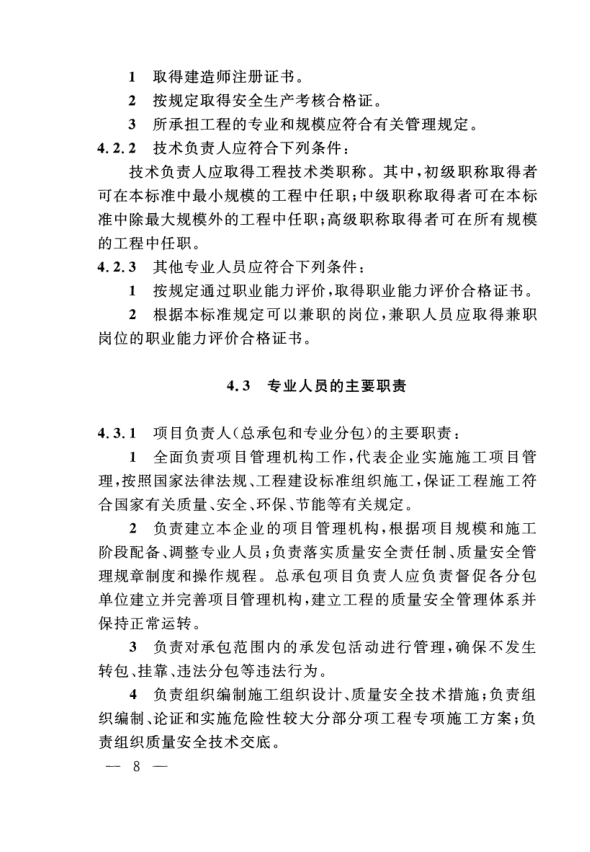 1 取得建造师注册证书。
2 按规定取得安全生产考核合格证。
3 所承担工程的专业和规模应符合有关管理规定。
4.2.2 技术负责人应符合下列条件：
技术负责人应取得工程技术类职称。其中,初级职称取得者
可在本标准中最小规模的工程中任职;中级职称取得者可在本标
准中除最大规模外的工程中任职;高级职称取得者可在所有规模
的工程中任职。
4.2.3 其他专业人员应符合下列条件：
1 按规定通过职业能力评价,取得职业能力评价合格证书。
2 根据本标准规定可以兼职的岗位,兼职人员应取得兼职
岗位的职业能力评价合格证书。
4.3 专业人员的主要职责
4.3.1 项目负责人(总承包和专业分包)的主要职责：
1 全面负责项目管理机构工作,代表企业实施施工项目管
理,按照国家法律法规、工程建设标准组织施工,保证工程施工符
合国家有关质量、安全、环保、节能等有关规定。
2 负责建立本企业的项目管理机构,根据项目规模和施工
阶段配备、调整专业人员;负责落实质量安全责任制、质量安全管
理规章制度和操作规程。总承包项目负责人应负责督促各分包
单位建立并完善项目管理机构,建立工程的质量安全管理体系并
保持正常运转。
3 负责对承包范围内的承发包活动进行管理,确保不发生
转包、挂靠、违法分包等违法行为。
4 负责组织编制施工组织设计、质量安全技术措施;负责组
织编制、论证和实施危险性较大分部分项工程专项施工方案;负
责组织质量安全技术交底。
— 8 —